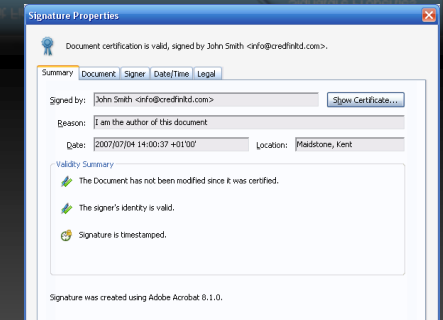 Signature Properties
Document certification is valid, signed by John Smith <info@credfinltd.com>.
Summary Document Signer Date/Time Legal
Signed by: John Smith <info@credfinltd.com> Show Certificate...
Reason: I am the author of this document
Date: 2007/07/04 14:00:37 +01'00' Location: Maidstone, Kent
Validity Summary
The Document has not been modified since it was certified.
The signer's identity is valid.
Signature is timestamped.
Signature was created using Adobe Acrobat 8.1.0.